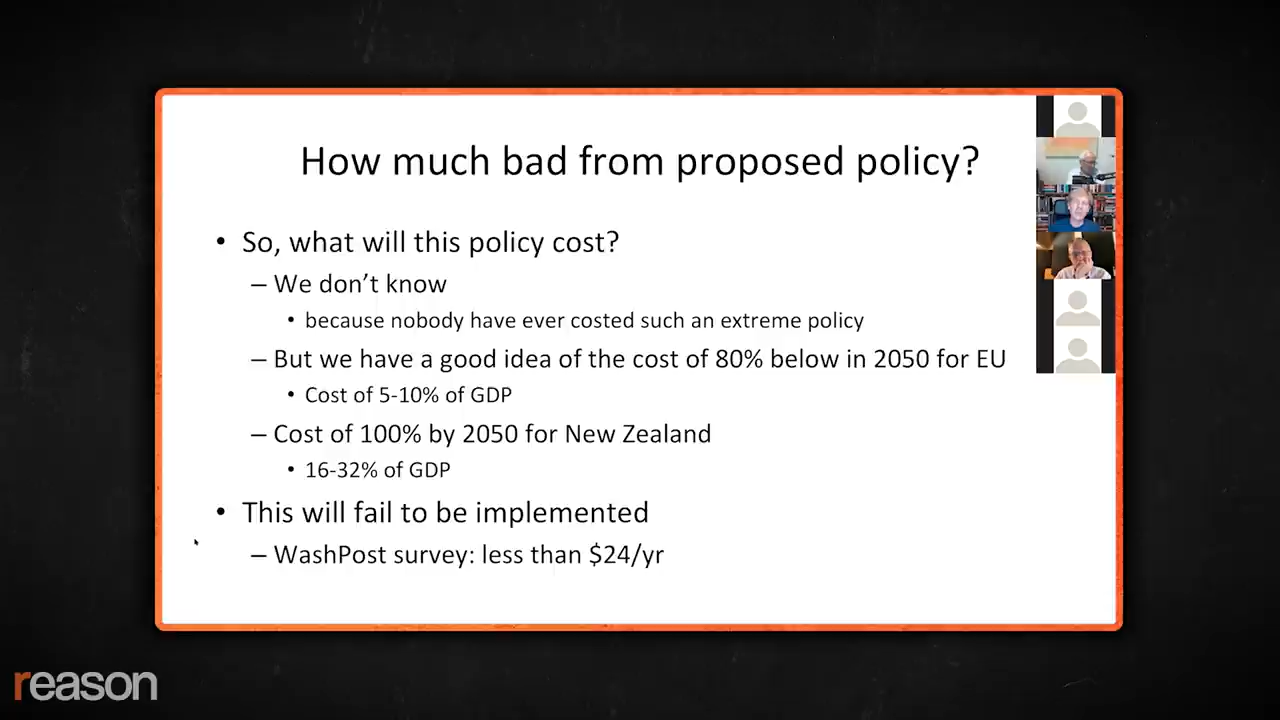 How much bad from proposed policy?
• So, what will this policy cost?
– We don’t know
• because nobody have ever costed such an extreme policy
– But we have a good idea of the cost of 80% below in 2050 for EU
• Cost of 5-10% of GDP
– Cost of 100% by 2050 for New Zealand
• 16-32% of GDP
• This will fail to be implemented
– WashPost survey: less than $24/yr
reason